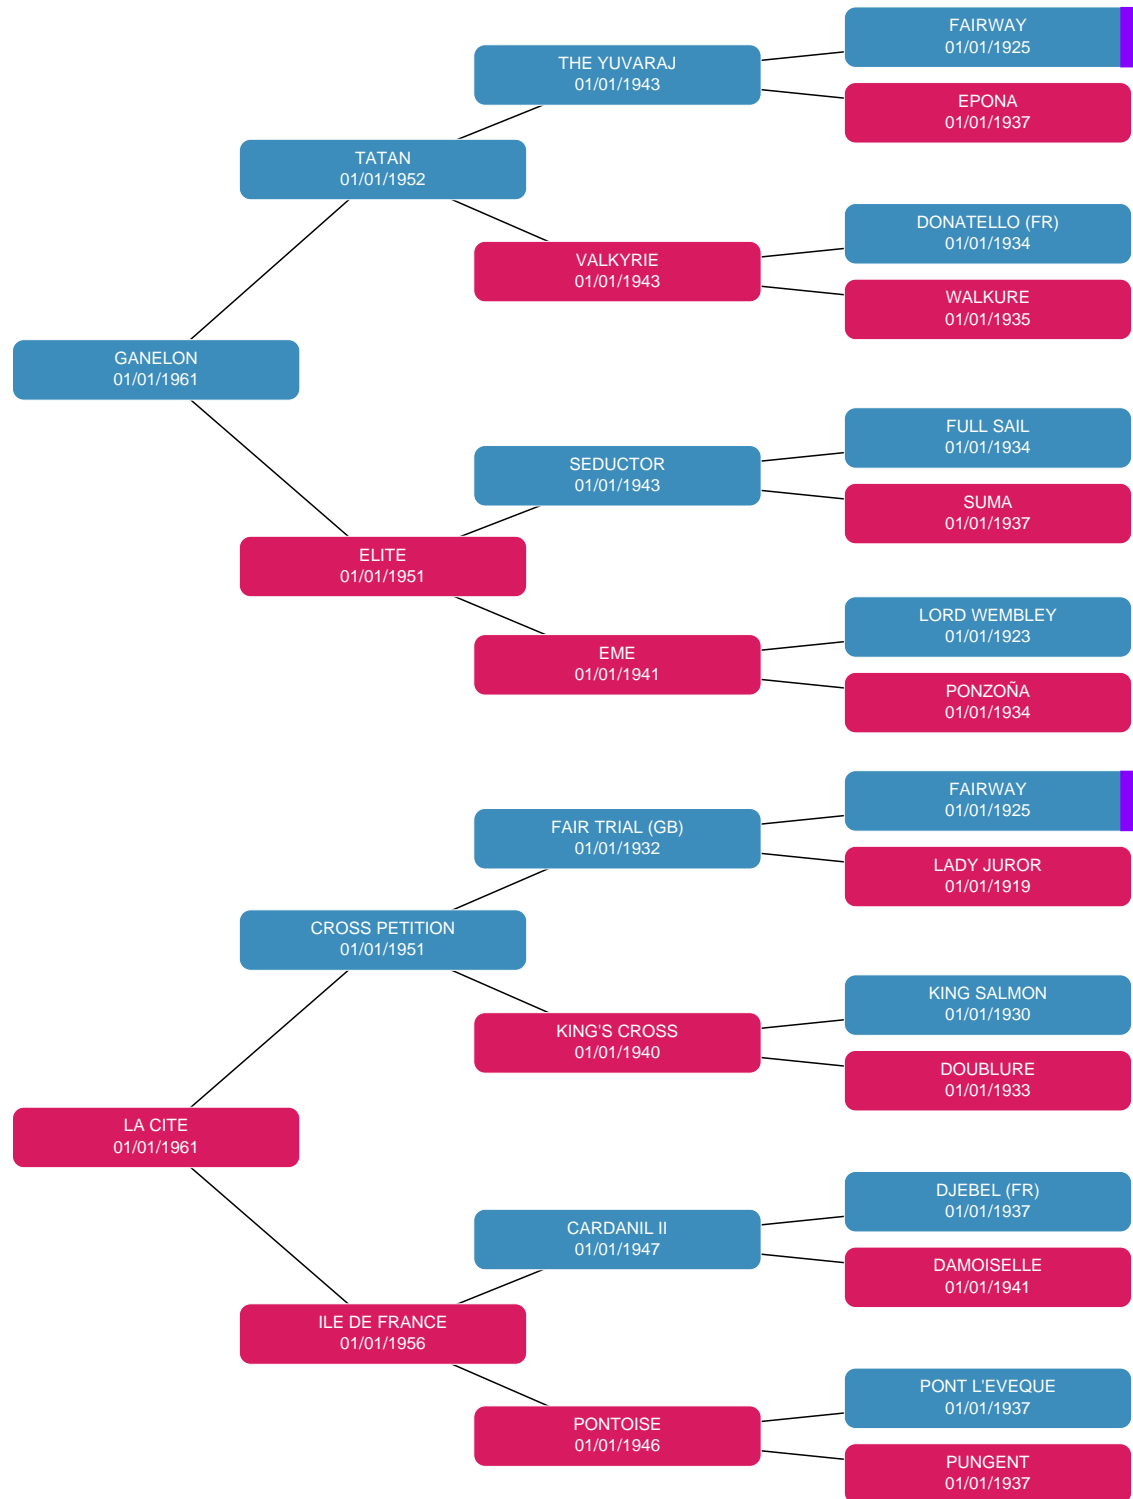 FAIRWAY
01/01/1925
THE YUVARAJ
01/01/1943
EPONA
01/01/1937
TATAN
01/01/1952
DONATELLO (FR)
01/01/1934
VALKYRIE
01/01/1943
WALKURE
01/01/1935
GANELON
01/01/1961
FULL SAIL
01/01/1934
SEDUCTOR
01/01/1943
SUMA
01/01/1937
ELITE
01/01/1951
LORD WEMBLEY
01/01/1923
EME
01/01/1941
PONZOÑA
01/01/1934
FAIRWAY
01/01/1925
FAIR TRIAL (GB)
01/01/1932
LADY JUROR
01/01/1919
CROSS PETITION
01/01/1951
KING SALMON
01/01/1930
KING'S CROSS
01/01/1940
DOUBLURE
01/01/1933
LA CITE
01/01/1961
DJEBEL (FR)
01/01/1937
CARDANIL II
01/01/1947
DAMOISELLE
01/01/1941
ILE DE FRANCE
01/01/1956
PONT L'EVEQUE
01/01/1937
PONTOISE
01/01/1946
PUNGENT
01/01/1937